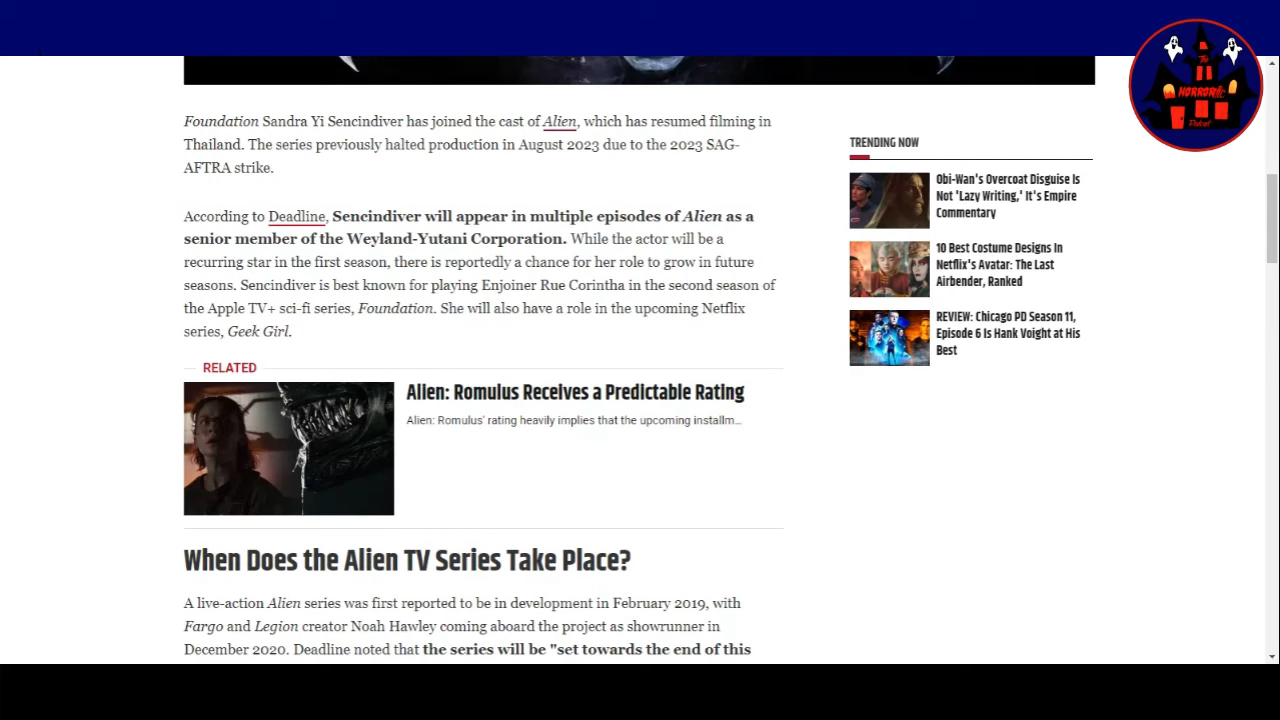 The
HORRORific
Podcast
Foundation Sandra Yi Sencindiver has joined the cast of Alien, which has resumed filming in
Thailand. The series previously halted production in August 2023 due to the 2023 SAG-
AFTRA strike.
According to Deadline, Sencindiver will appear in multiple episodes of Alien as a
senior member of the Weyland-Yutani Corporation. While the actor will be a
recurring star in the first season, there is reportedly a chance for her role to grow in future
seasons. Sencindiver is best known for playing Enjoiner Rue Corintha in the second season of
the Apple TV+ sci-fi series, Foundation. She will also have a role in the upcoming Netflix
series, Geek Girl.
RELATED
Alien: Romulus Receives a Predictable Rating
Alien: Romulus' rating heavily implies that the upcoming installm...
When Does the Alien TV Series Take Place?
A live-action Alien series was first reported to be in development in February 2019, with
Fargo and Legion creator Noah Hawley coming aboard the project as showrunner in
December 2020. Deadline noted that the series will be "set towards the end of this
TRENDING NOW
Obi-Wan's Overcoat Disguise Is
Not 'Lazy Writing,' It's Empire
Commentary
10 Best Costume Designs In
Netflix's Avatar: The Last
Airbender, Ranked
REVIEW: Chicago PD Season 11,
Episode 6 Is Hank Voight at His
Best